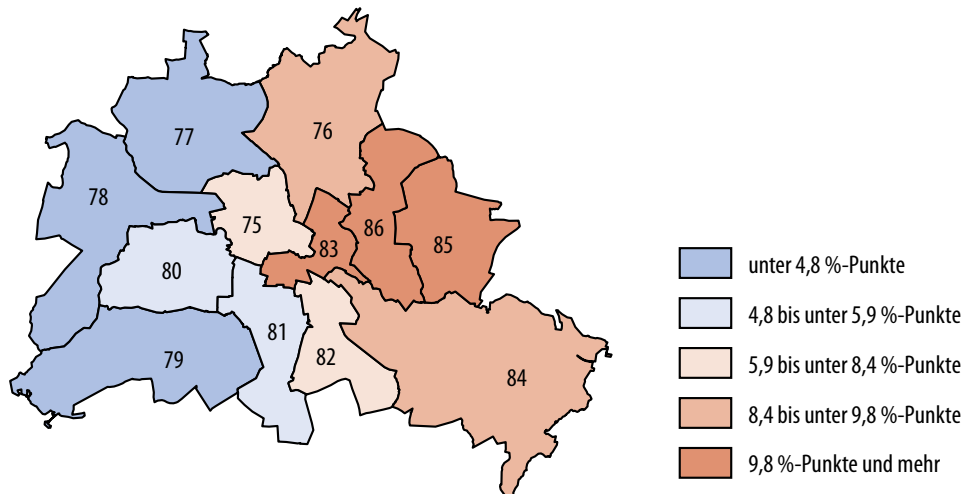 77
76
78
75
86
83
85
80
81
82
79
84
unter 4,8 %-Punkte
4,8 bis unter 5,9 %-Punkte
5,9 bis unter 8,4 %-Punkte
8,4 bis unter 9,8 %-Punkte
9,8 %-Punkte und mehr